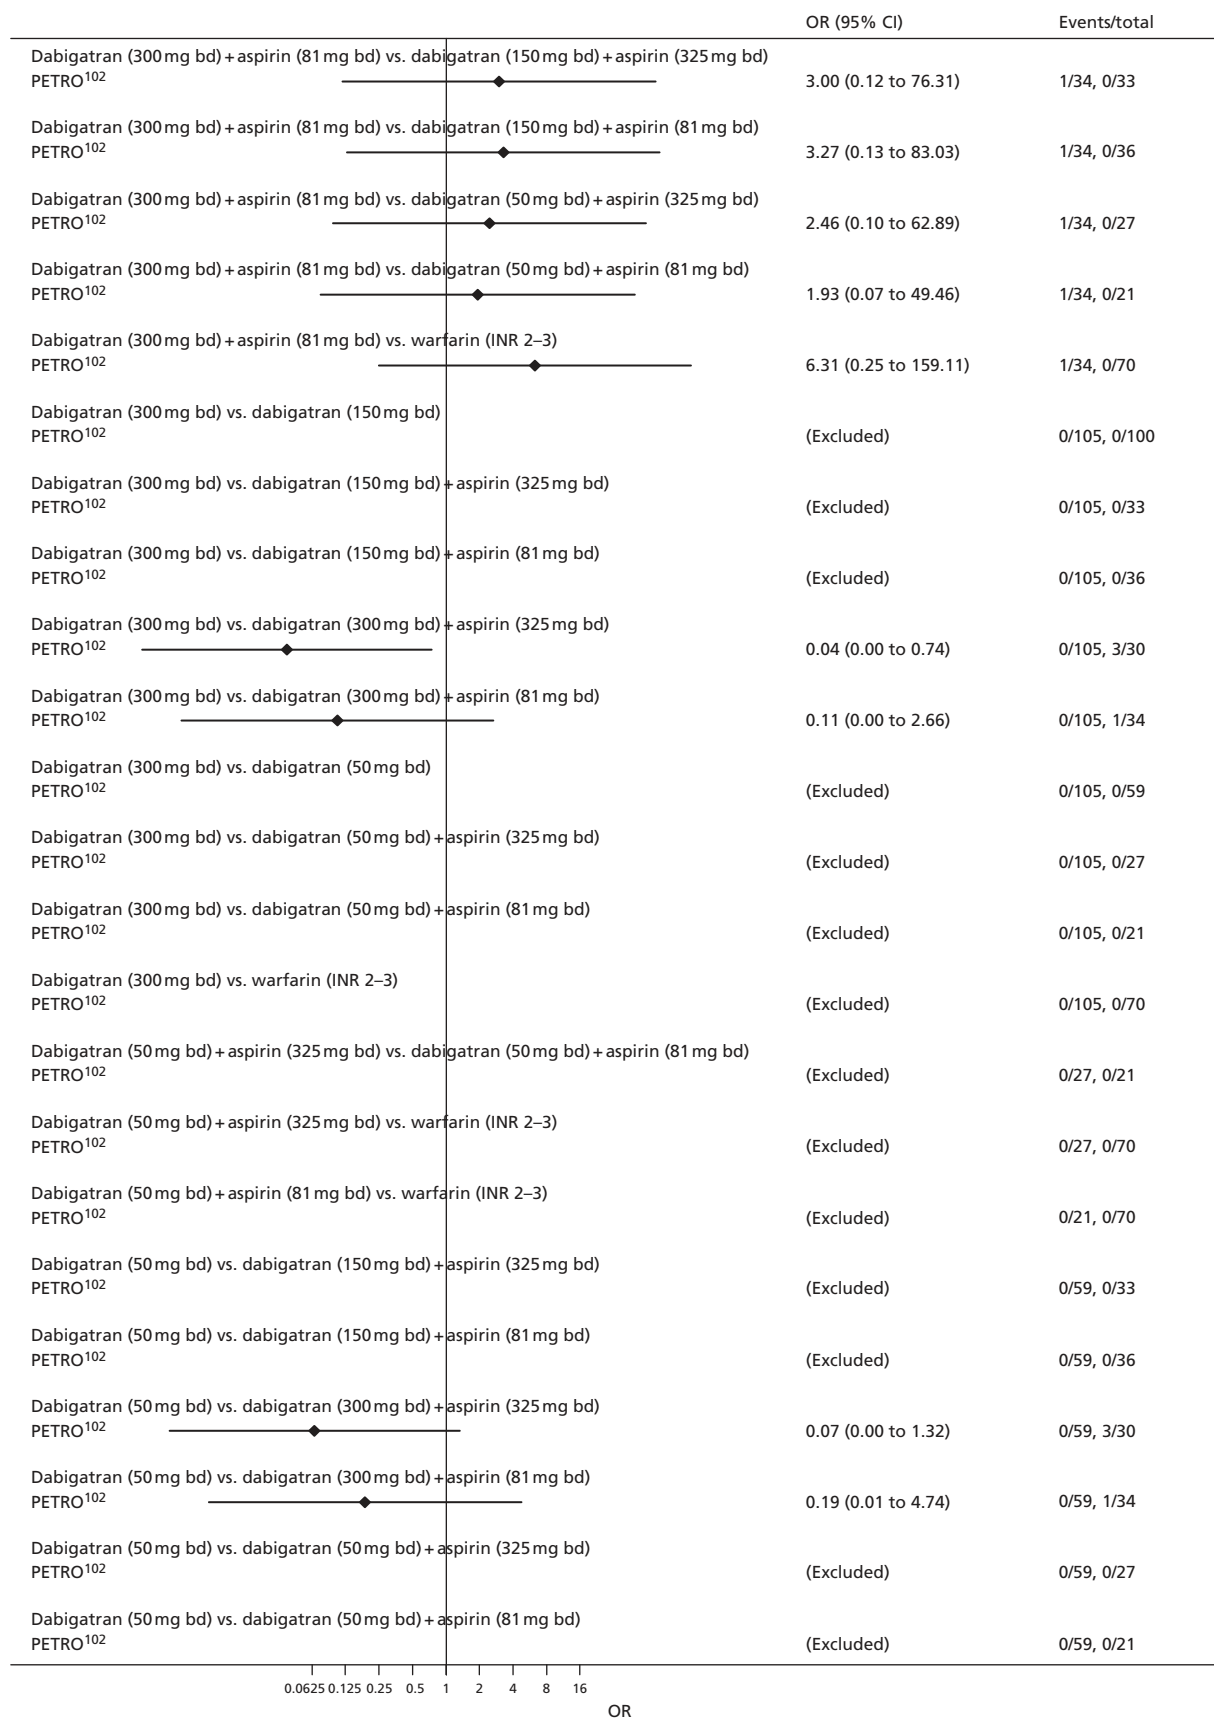 OR (95% CI) Events/total
Dabigatran (300 mg bd) + aspirin (81 mg bd) vs. dabigatran (150 mg bd) + aspirin (325 mg bd)
PETRO102 3.00 (0.12 to 76.31) 1/34, 0/33
Dabigatran (300 mg bd) + aspirin (81 mg bd) vs. dabigatran (150 mg bd) + aspirin (81 mg bd)
PETRO102 3.27 (0.13 to 83.03) 1/34, 0/36
Dabigatran (300 mg bd) + aspirin (81 mg bd) vs. dabigatran (50 mg bd) + aspirin (325 mg bd)
PETRO102 2.46 (0.10 to 62.89) 1/34, 0/27
Dabigatran (300 mg bd) + aspirin (81 mg bd) vs. dabigatran (50 mg bd) + aspirin (81 mg bd)
PETRO102 1.93 (0.07 to 49.46) 1/34, 0/21
Dabigatran (300 mg bd) + aspirin (81 mg bd) vs. warfarin (INR 2–3)
PETRO102 6.31 (0.25 to 159.11) 1/34, 0/70
Dabigatran (300 mg bd) vs. dabigatran (150 mg bd)
PETRO102 (Excluded) 0/105, 0/100
Dabigatran (300 mg bd) vs. dabigatran (150 mg bd) + aspirin (325 mg bd)
PETRO102 (Excluded) 0/105, 0/33
Dabigatran (300 mg bd) vs. dabigatran (150 mg bd) + aspirin (81 mg bd)
PETRO102 (Excluded) 0/105, 0/36
Dabigatran (300 mg bd) vs. dabigatran (300 mg bd) + aspirin (325 mg bd)
PETRO102 0.04 (0.00 to 0.74) 0/105, 3/30
Dabigatran (300 mg bd) vs. dabigatran (300 mg bd) + aspirin (81 mg bd)
PETRO102 0.11 (0.00 to 2.66) 0/105, 1/34
Dabigatran (300 mg bd) vs. dabigatran (50 mg bd)
PETRO102 (Excluded) 0/105, 0/59
Dabigatran (300 mg bd) vs. dabigatran (50 mg bd) + aspirin (325 mg bd)
PETRO102 (Excluded) 0/105, 0/27
Dabigatran (300 mg bd) vs. dabigatran (50 mg bd) + aspirin (81 mg bd)
PETRO102 (Excluded) 0/105, 0/21
Dabigatran (300 mg bd) vs. warfarin (INR 2–3)
PETRO102 (Excluded) 0/105, 0/70
Dabigatran (50 mg bd) + aspirin (325 mg bd) vs. dabigatran (50 mg bd) + aspirin (81 mg bd)
PETRO102 (Excluded) 0/27, 0/21
Dabigatran (50 mg bd) + aspirin (325 mg bd) vs. warfarin (INR 2–3)
PETRO102 (Excluded) 0/27, 0/70
Dabigatran (50 mg bd) + aspirin (81 mg bd) vs. warfarin (INR 2–3)
PETRO102 (Excluded) 0/21, 0/70
Dabigatran (50 mg bd) vs. dabigatran (150 mg bd) + aspirin (325 mg bd)
PETRO102 (Excluded) 0/59, 0/33
Dabigatran (50 mg bd) vs. dabigatran (150 mg bd) + aspirin (81 mg bd)
PETRO102 (Excluded) 0/59, 0/36
Dabigatran (50 mg bd) vs. dabigatran (300 mg bd) + aspirin (325 mg bd)
PETRO102 0.07 (0.00 to 1.32) 0/59, 3/30
Dabigatran (50 mg bd) vs. dabigatran (300 mg bd) + aspirin (81 mg bd)
PETRO102 0.19 (0.01 to 4.74) 0/59, 1/34
Dabigatran (50 mg bd) vs. dabigatran (50 mg bd) + aspirin (325 mg bd)
PETRO102 (Excluded) 0/59, 0/27
Dabigatran (50 mg bd) vs. dabigatran (50 mg bd) + aspirin (81 mg bd)
PETRO102 (Excluded) 0/59, 0/21
0.0625 0.125 0.25 0.5 1 2 4 8 16
OR